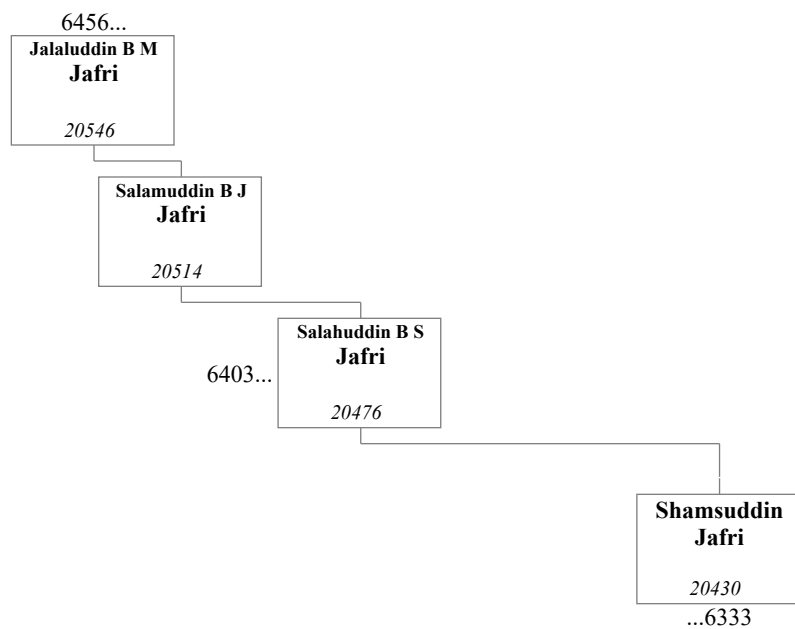 6456...
Jalaluddin B M
Jafri
20546
Salamuddin B J
Jafri
20514
Salahuddin B S
Jafri
6403...
20476
Shamsuddin
Jafri
20430
...6333